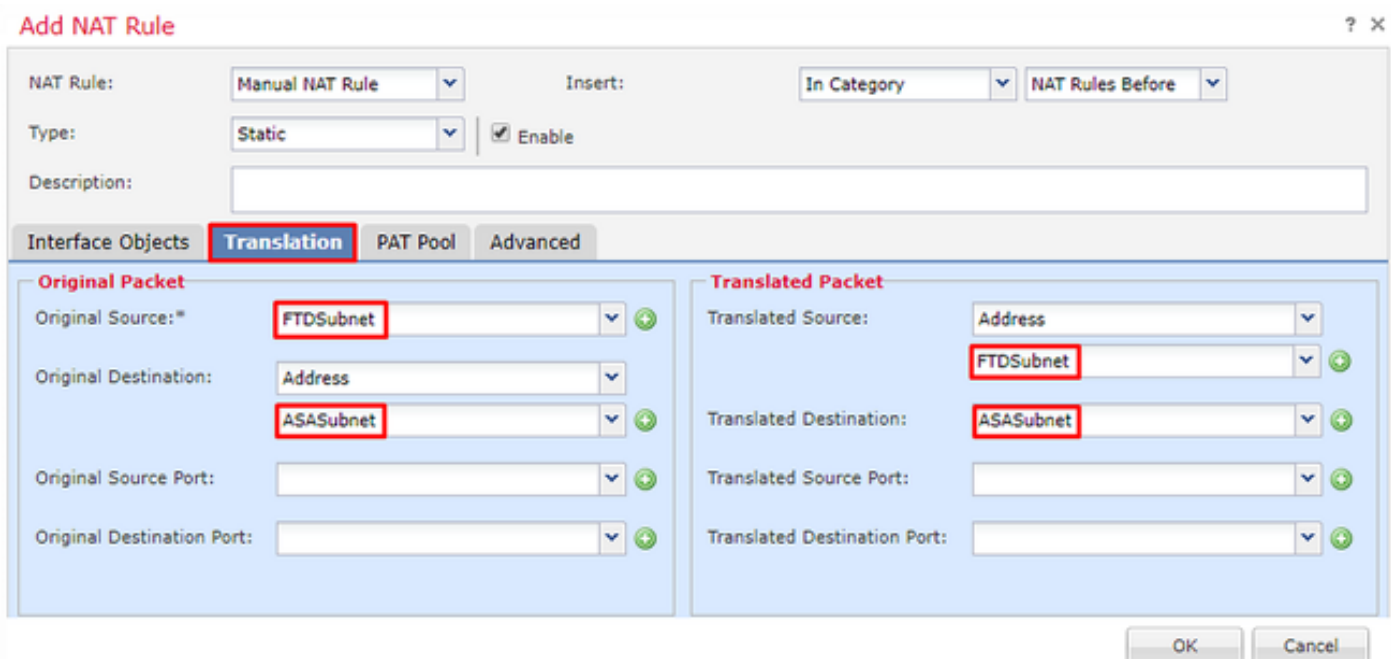 Add NAT Rule ? X
NAT Rule: Manual NAT Rule Insert: In Category NAT Rules Before
Type: Static Enable
Description:
Interface Objects Translation PAT Pool Advanced
Original Packet
Original Source:* FTDSubnet
Original Destination: Address
ASASubnet
Original Source Port:
Original Destination Port:
Translated Packet
Translated Source: Address
FTDSubnet
Translated Destination: ASASubnet
Translated Source Port:
Translated Destination Port:
OK Cancel